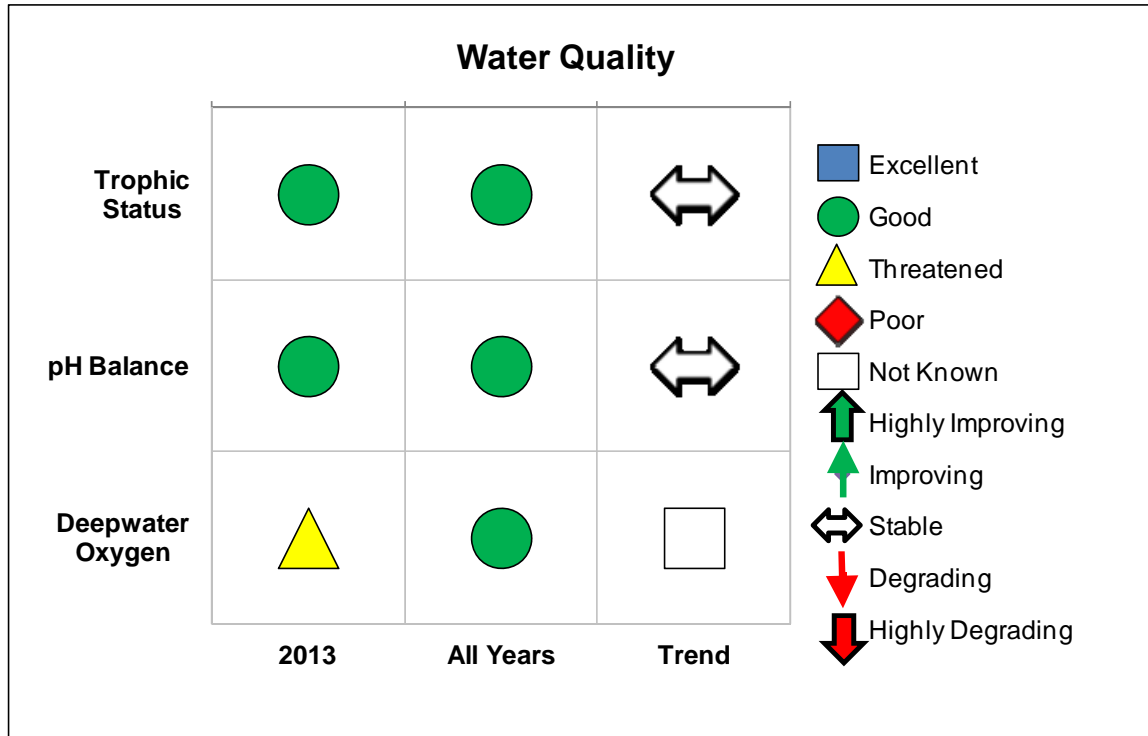 Water Quality
Trophic
Status
pH Balance
Deepwater
Oxygen
2013
All Years
Trend
Excellent
Good
Threatened
Poor
Not Known
Highly Improving
Improving
Stable
Degrading
Highly Degrading